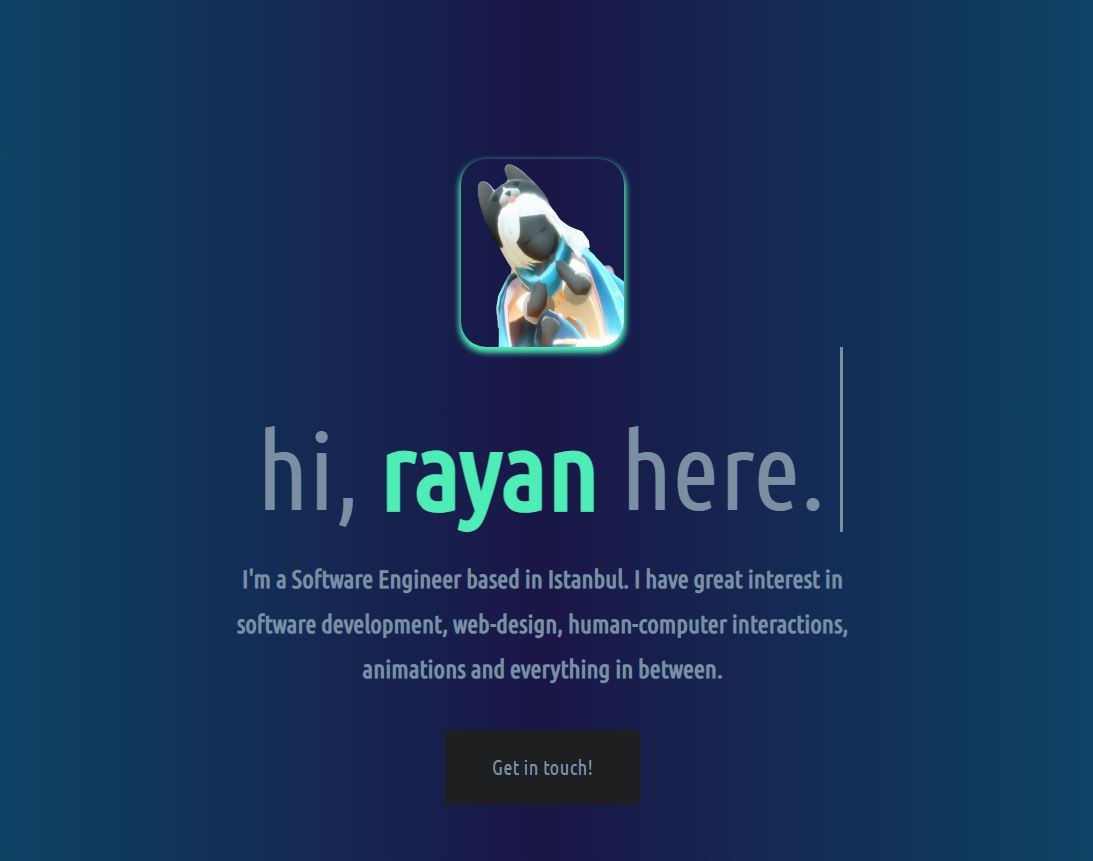 hi, rayan here.
I'm a Software Engineer based in Istanbul. I have great interest in
software development, web-design, human-computer interactions,
animations and everything in between.
Get in touch!